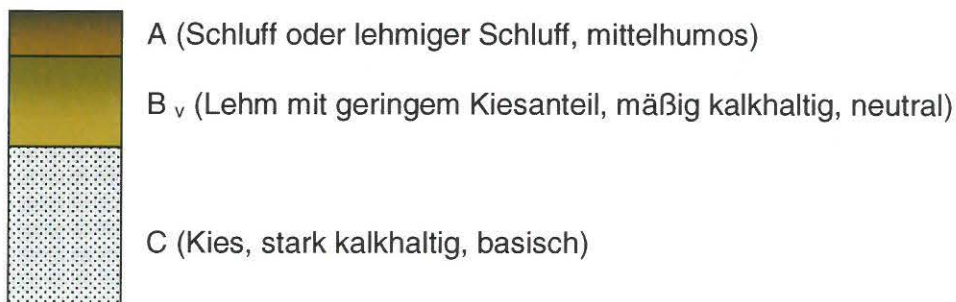 A (Schluff oder lehmiger Schluff, mittelhumos)
B v (Lehm mit geringem Kiesanteil, mäßig kalkhaltig, neutral)
C (Kies, stark kalkhaltig, basisch)